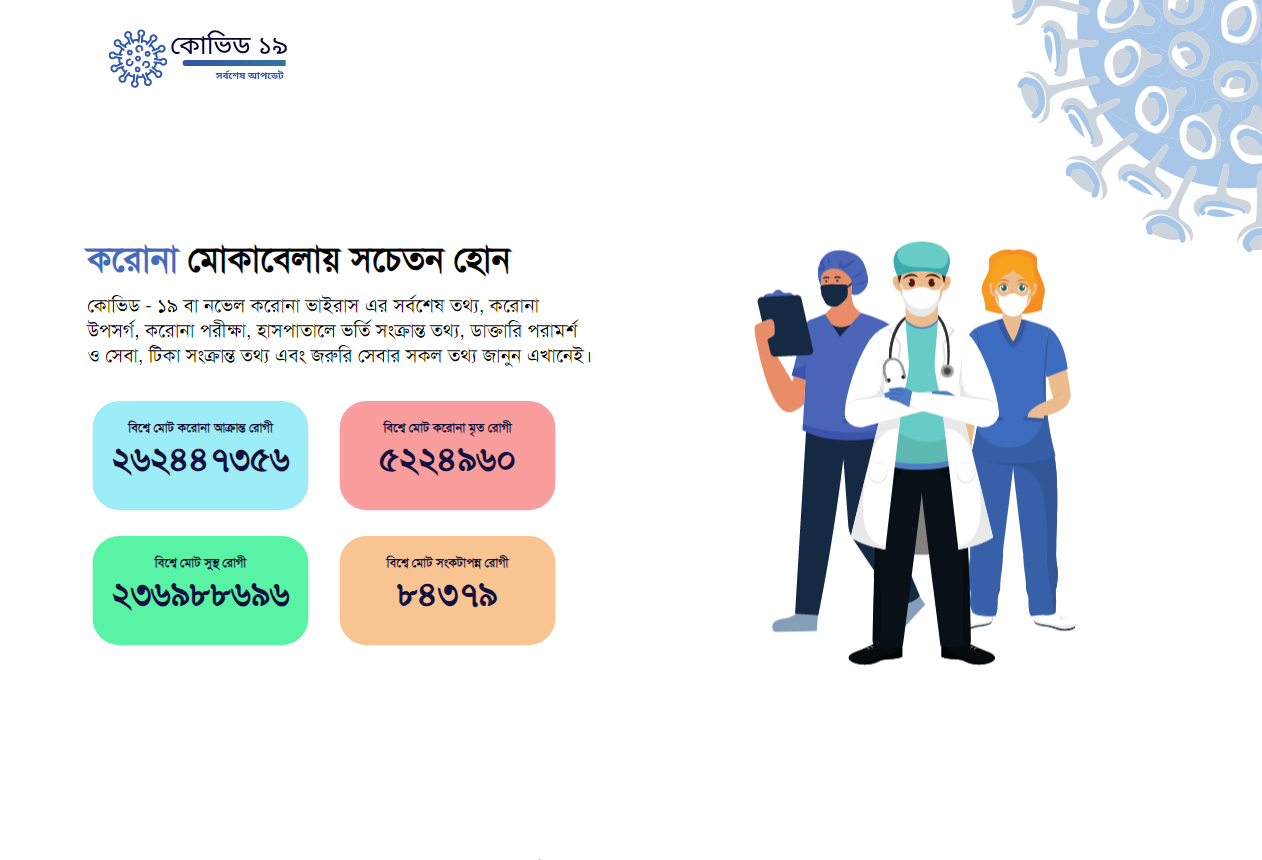 কোভিড ১৯
সর্বশেষ আপডেট
করোনা মোকাবেলায় সচেতন হোন
কোভিড - ১৯ বা নভেল করোনা ভাইরাস এর সর্বশেষ তথ্য, করোনা
উপসর্গ, করোনা পরীক্ষা, হাসপাতালে ভর্তি সংক্রান্ত তথ্য, ডাক্তারি পরামর্শ
ও সেবা, টিকা সংক্রান্ত তথ্য এবং জরুরি সেবার সকল তথ্য জানুন এখানেই।
বিশ্বে মোট করোনা আক্রান্ত রোগী
২৬২৪৪৭৩৫৬
বিশ্বে মোট করোনা মৃত রোগী
৫২২৪৯৬০
বিশ্বে মোট সুস্থ রোগী
২৩৬৯৮৮৬৯৬
বিশ্বে মোট সংকটাপন্ন রোগী
৮৪৩৭৯